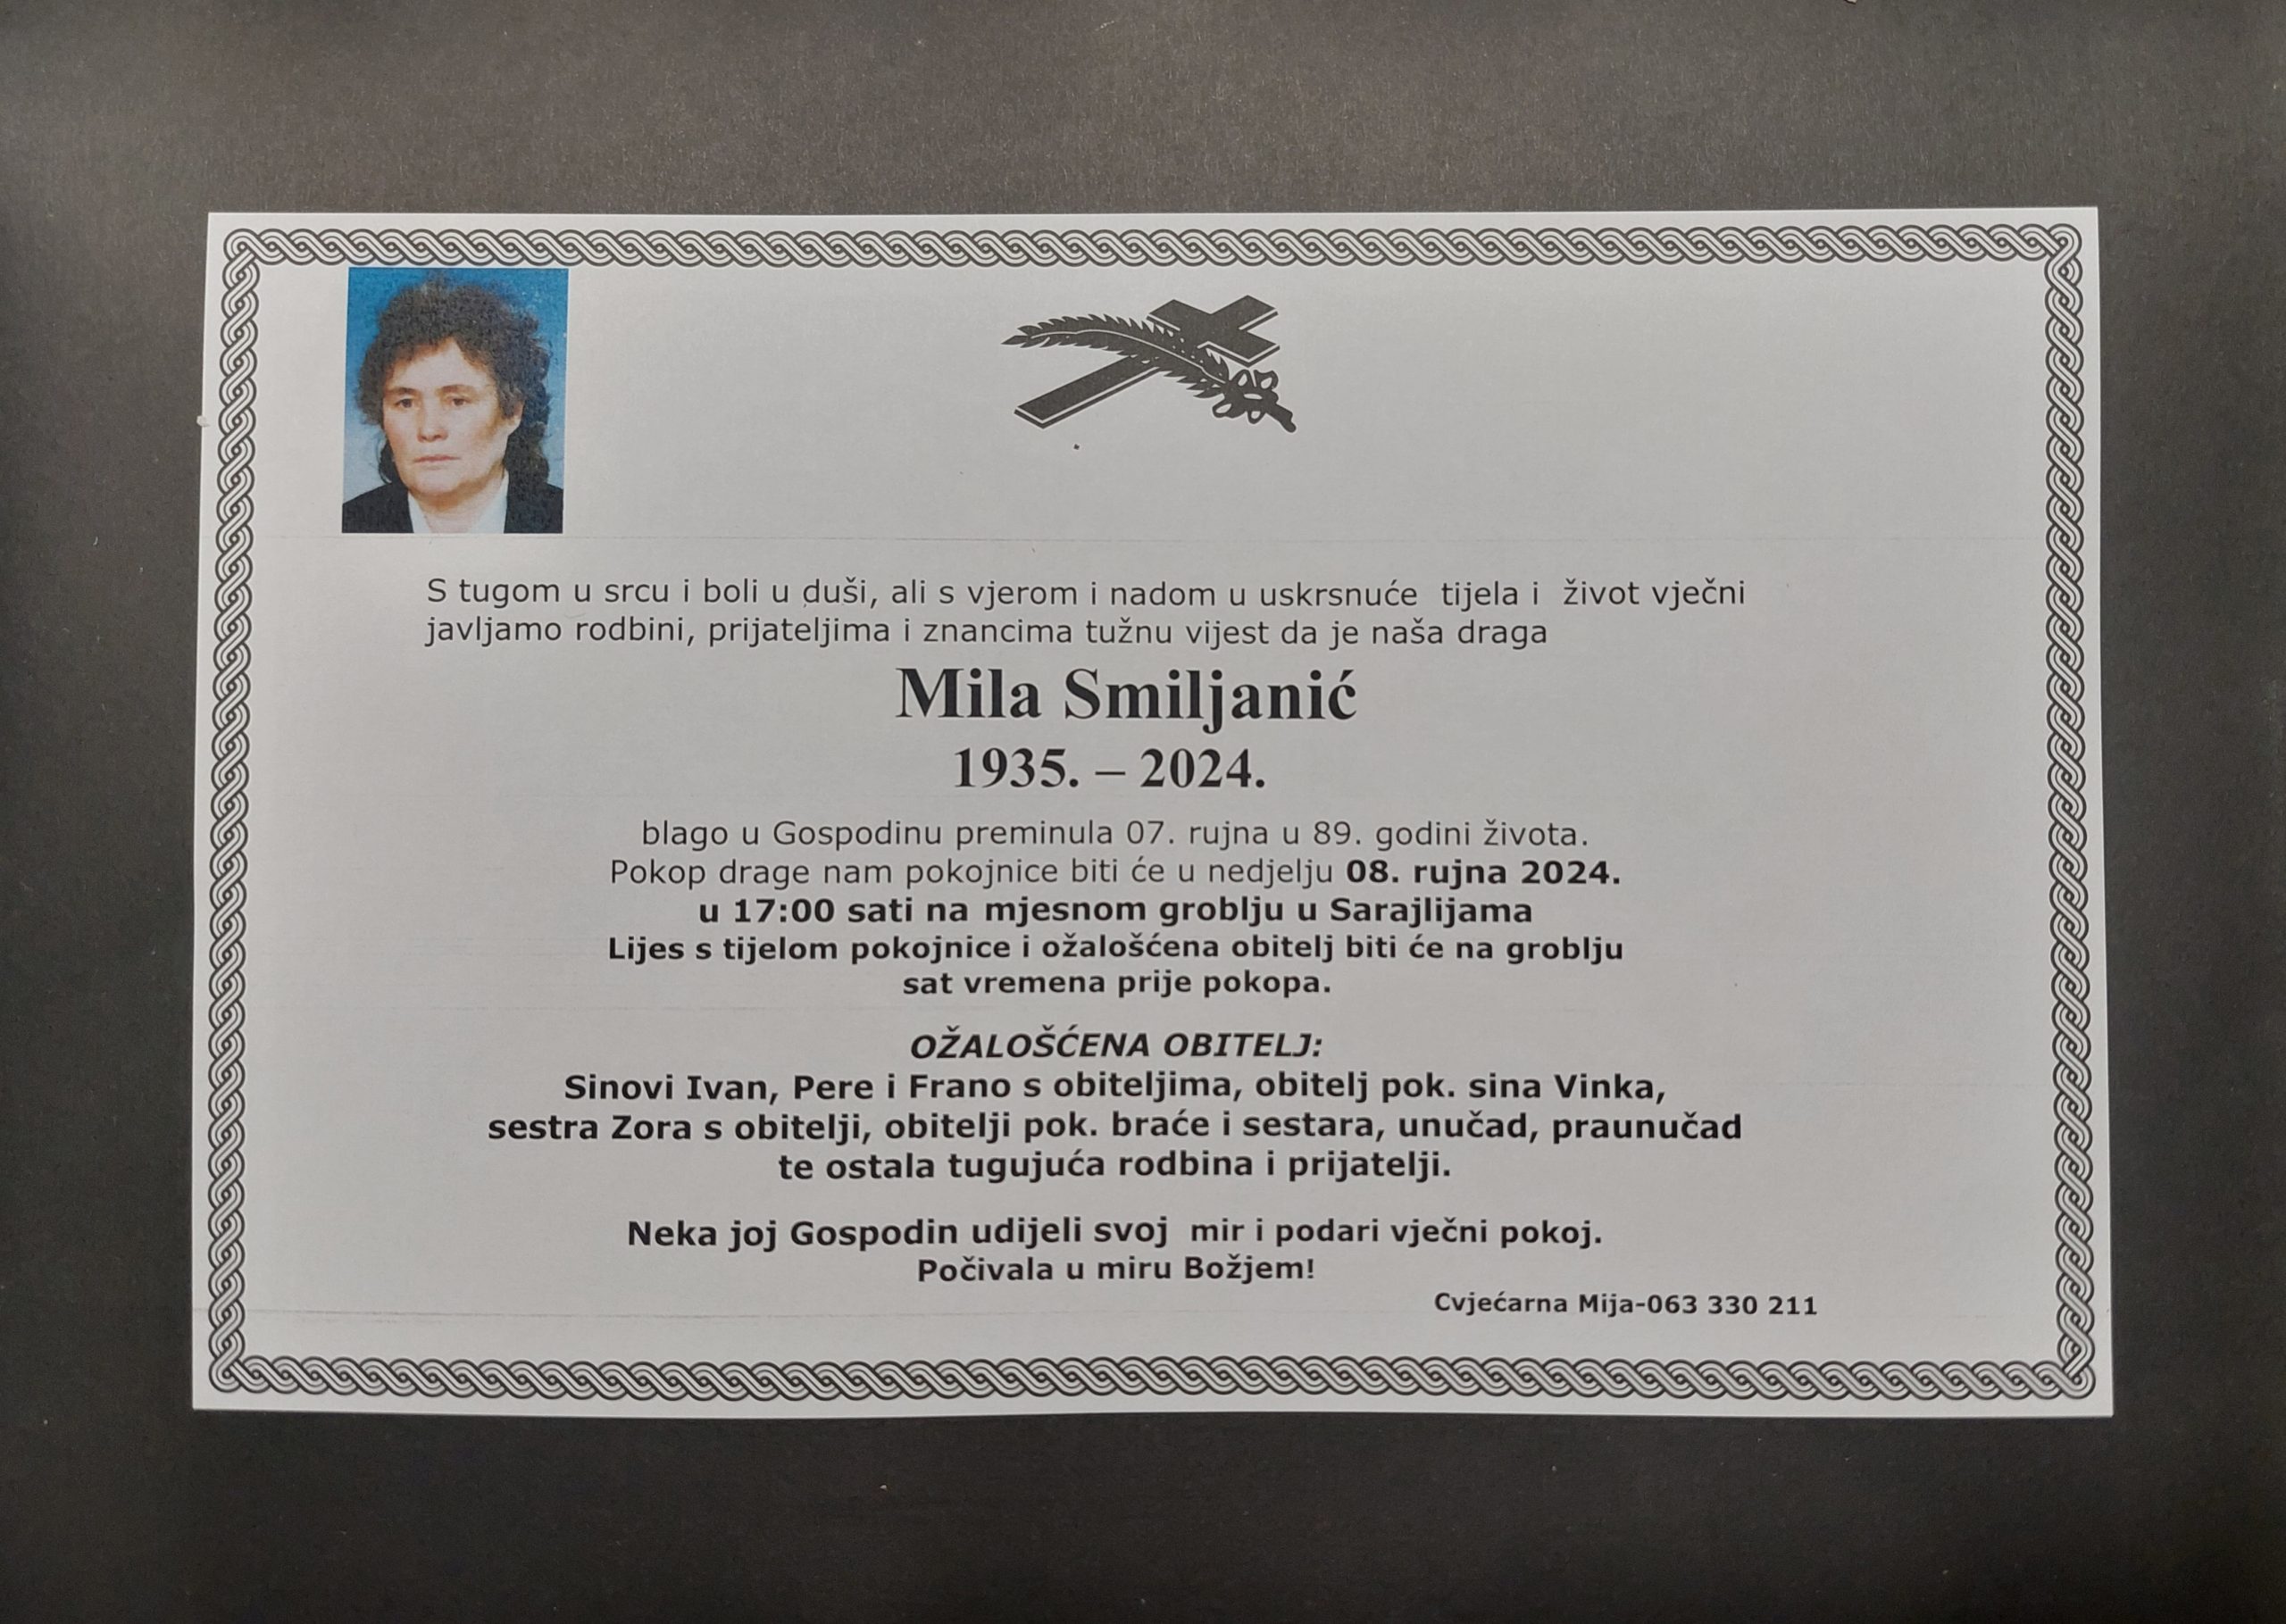 S tugom u srcu i boli u duši, ali s vjerom i nadom u uskrsnuće tijela i život vječni
javljamo rodbini, prijateljima i znancima tužnu vijest da je naša draga
Mila Smiljanić
1935. – 2024.
blago u Gospodinu preminula 07. rujna u 89. godini života.
Pokop drage nam pokojnice biti će u nedjelju 08. rujna 2024.
u 17:00 sati na mjesnom groblju u Sarajlijama
Lijes s tijelom pokojnice i ožalošćena obitelj biti će na groblju
sat vremena prije pokopa.
OŽALOŠĆENA OBITELJ:
Sinovi Ivan, Pere i Frano s obiteljima, obitelj pok. sina Vinka,
sestra Zora s obitelji, obitelji pok. braće i sestara, unučad, praunučad
te ostala tugujuća rodbina i prijatelji.
Neka joj Gospodin udijeli svoj mir i podari vječni pokoj.
Počivala u miru Božjem!
Cvjećarna Mija-063 330 211